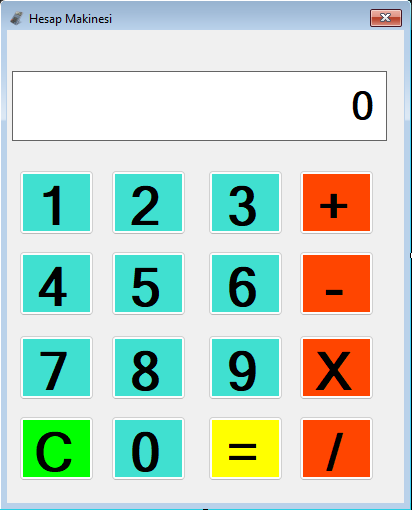 Hesap Makinesi
0
1 2 3 +
4 5 6 -
7 8 9 X
C 0 = /